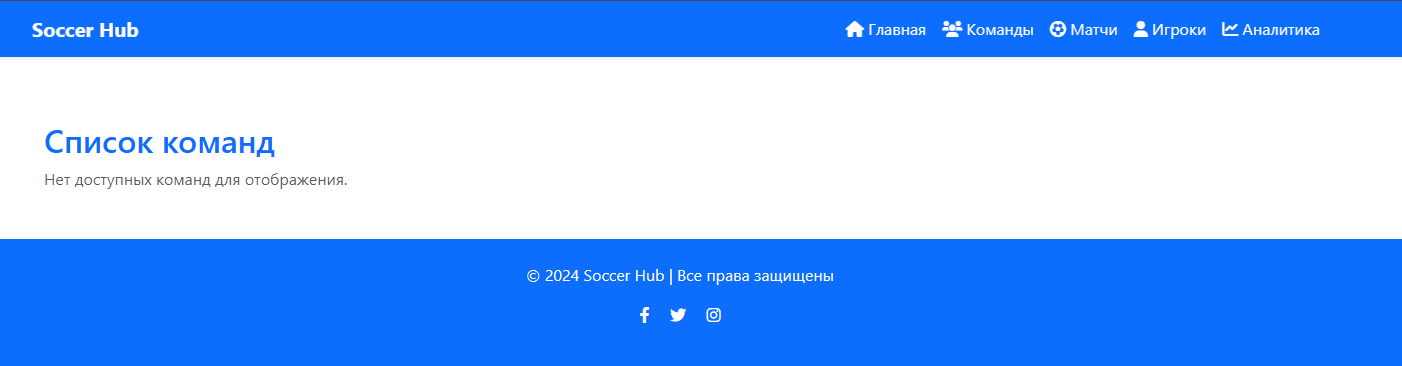 Soccer Hub Главная Команды Матчи Игроки Аналитика
Список команд
Нет доступных команд для отображения.
© 2024 Soccer Hub | Все права защищены